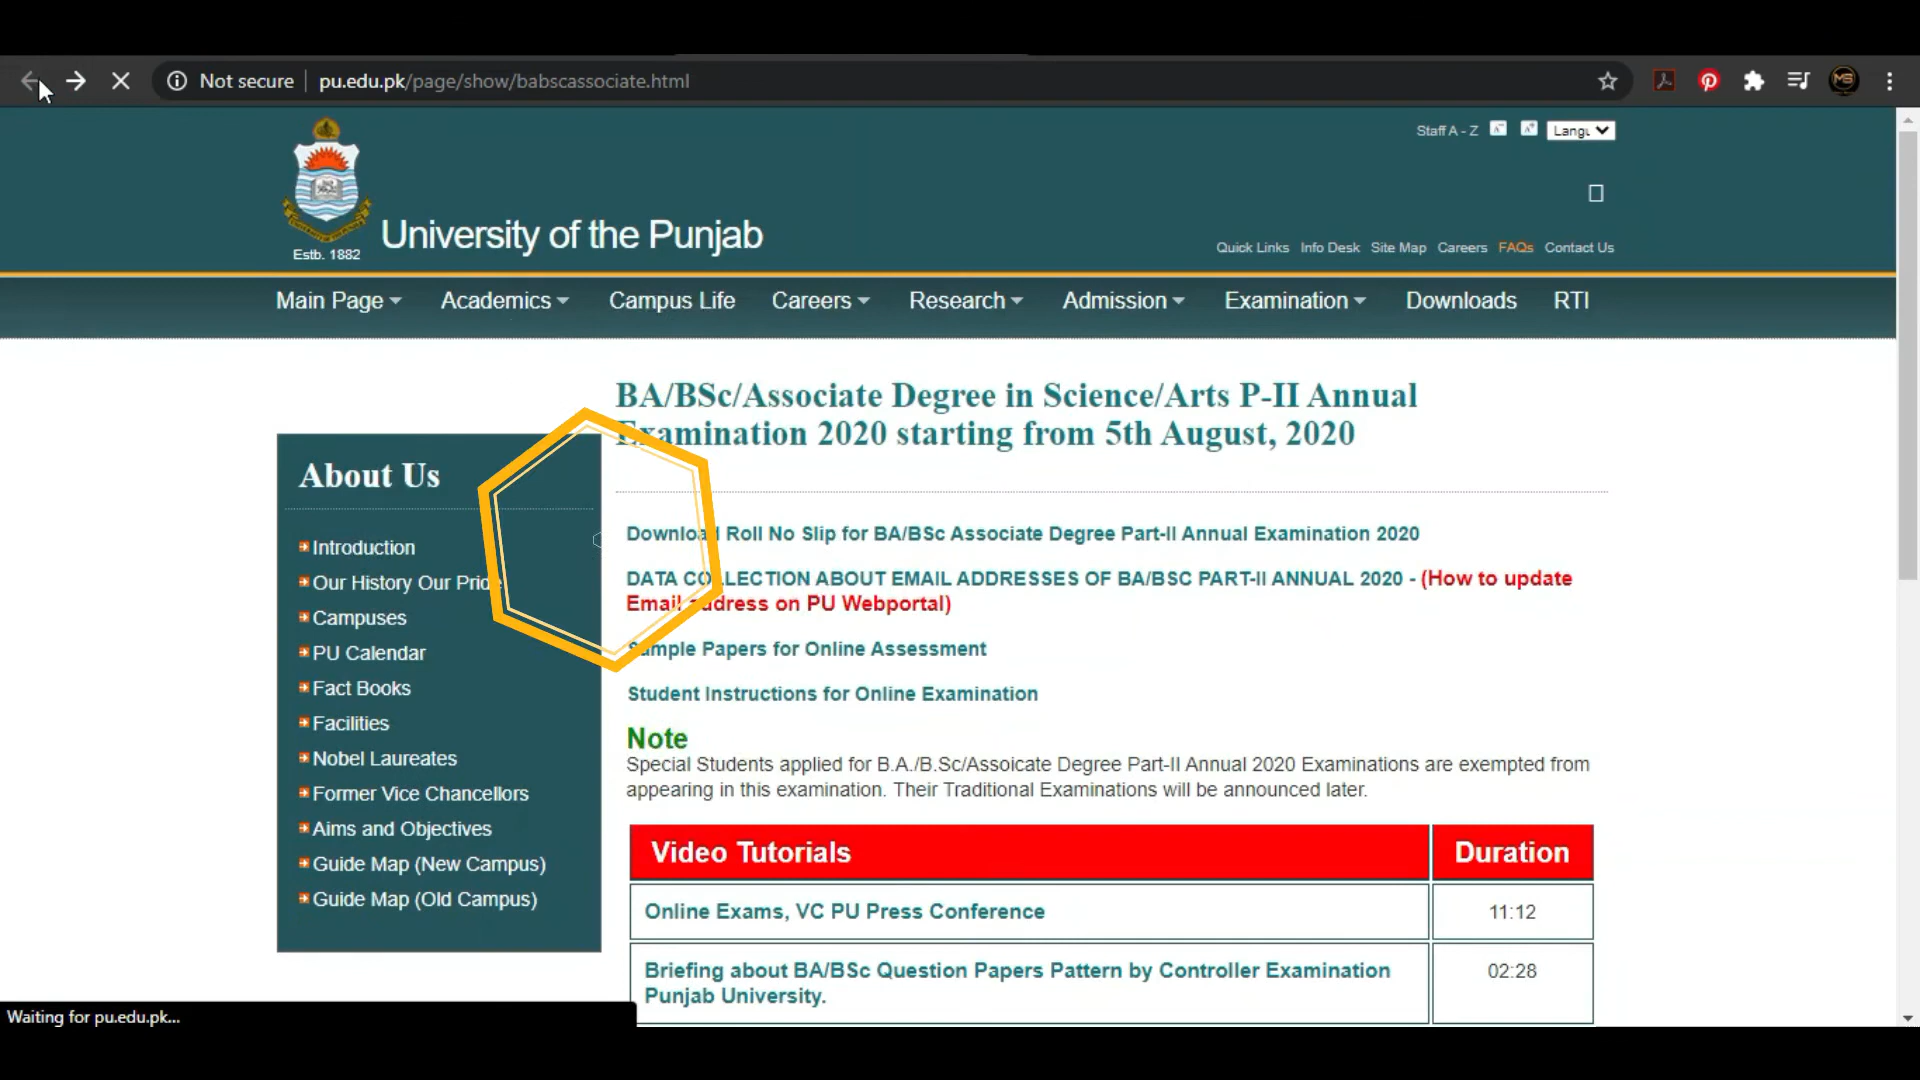 Not secure pu.edu.pk/page/show/babscassociate.html
MS
Staff A - Z A- A+ Langu
University of the Punjab
Estb. 1882
Quick Links Info Desk Site Map Careers FAQs Contact Us
Main Page Academics Campus Life Careers Research Admission Examination Downloads RTI
BA/BSc/Associate Degree in Science/Arts P-II Annual
Examination 2020 starting from 5th August, 2020
About Us
Introduction
Our History Our Pride
Campuses
PU Calendar
Fact Books
Facilities
Nobel Laureates
Former Vice Chancellors
Aims and Objectives
Guide Map (New Campus)
Guide Map (Old Campus)
Download Roll No Slip for BA/BSc Associate Degree Part-II Annual Examination 2020
DATA COLLECTION ABOUT EMAIL ADDRESSES OF BA/BSC PART-II ANNUAL 2020 - (How to update
Email address on PU Webportal)
Sample Papers for Online Assessment
Student Instructions for Online Examination
Note
Special Students applied for B.A./B.Sc/Assoicate Degree Part-II Annual 2020 Examinations are exempted from
appearing in this examination. Their Traditional Examinations will be announced later.
Video Tutorials Duration
Online Exams, VC PU Press Conference 11:12
Briefing about BA/BSc Question Papers Pattern by Controller Examination 02:28
Punjab University.
Waiting for pu.edu.pk...